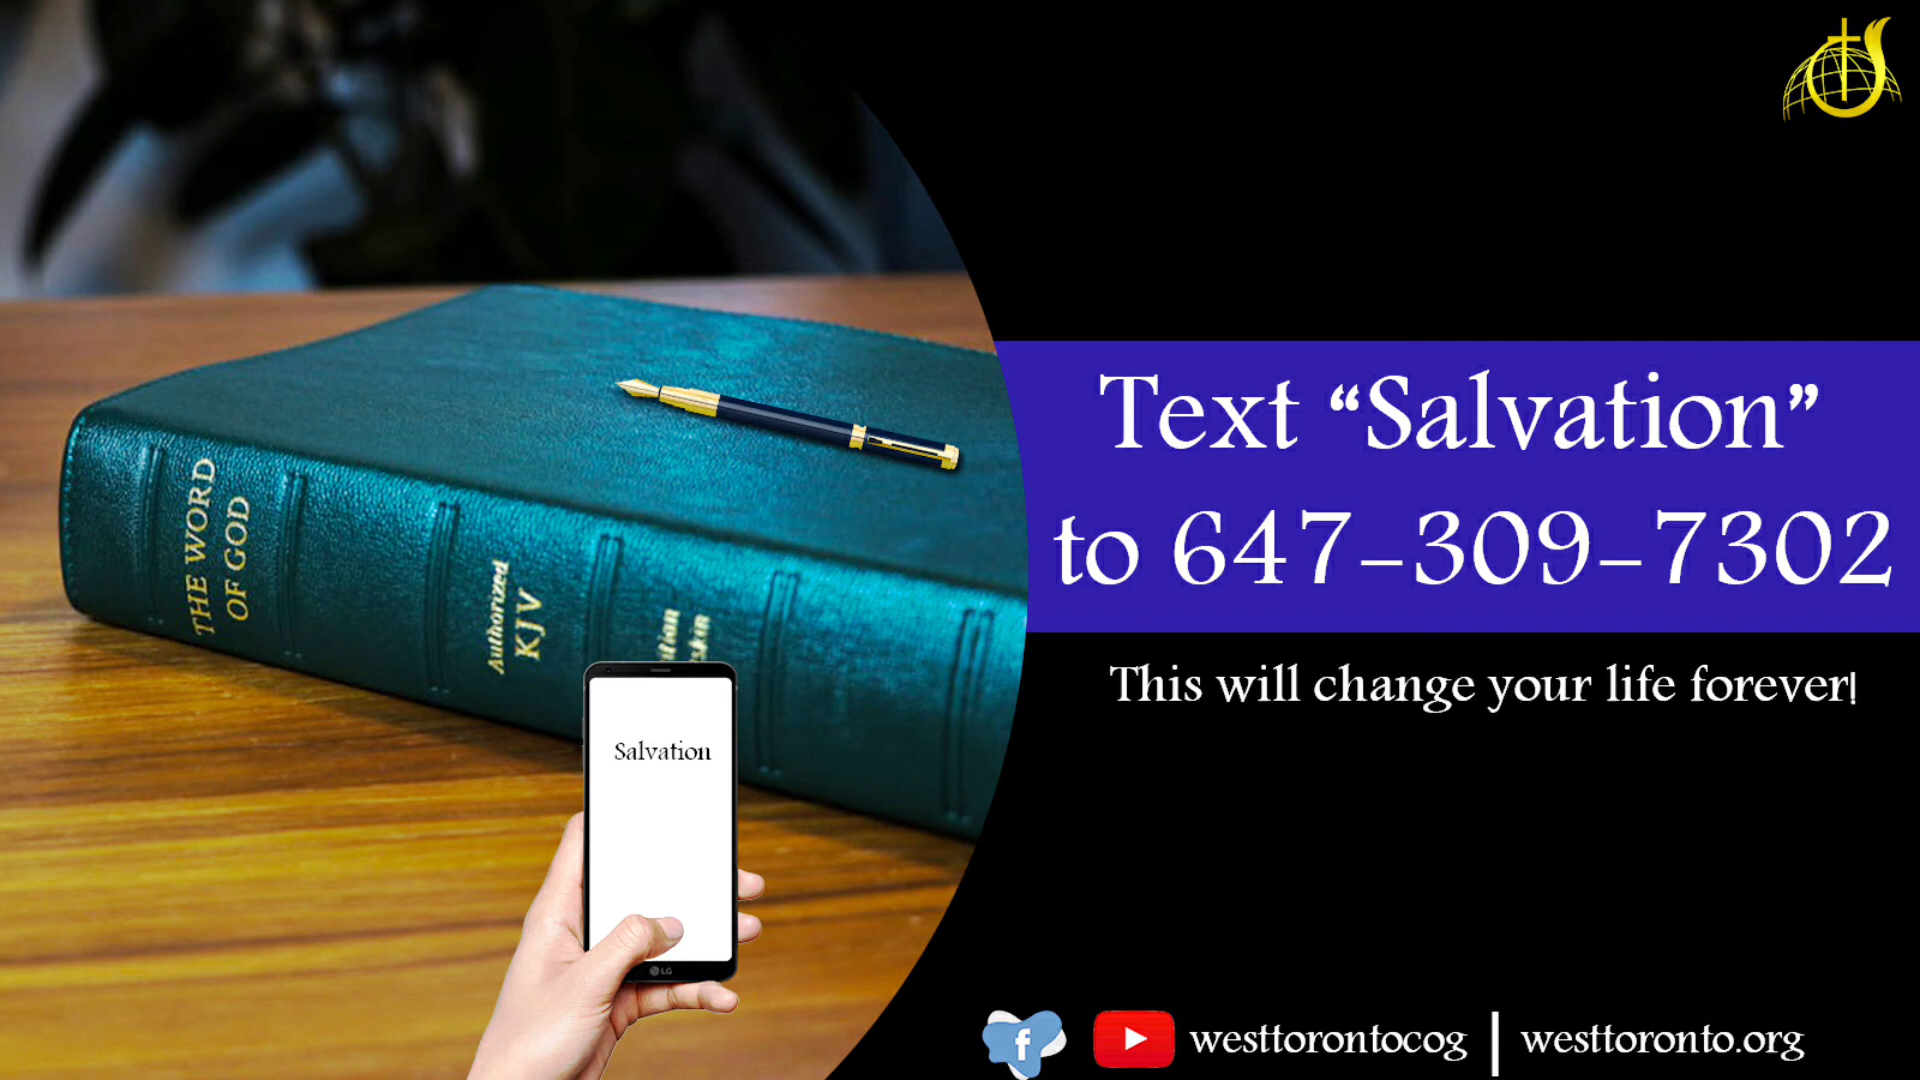 THE WORD
OF GOD
Authorized
KJV
Salvation
LG
Text “Salvation”
to 647-309-7302
This will change your life forever!
westtorontocog | westtoronto.org